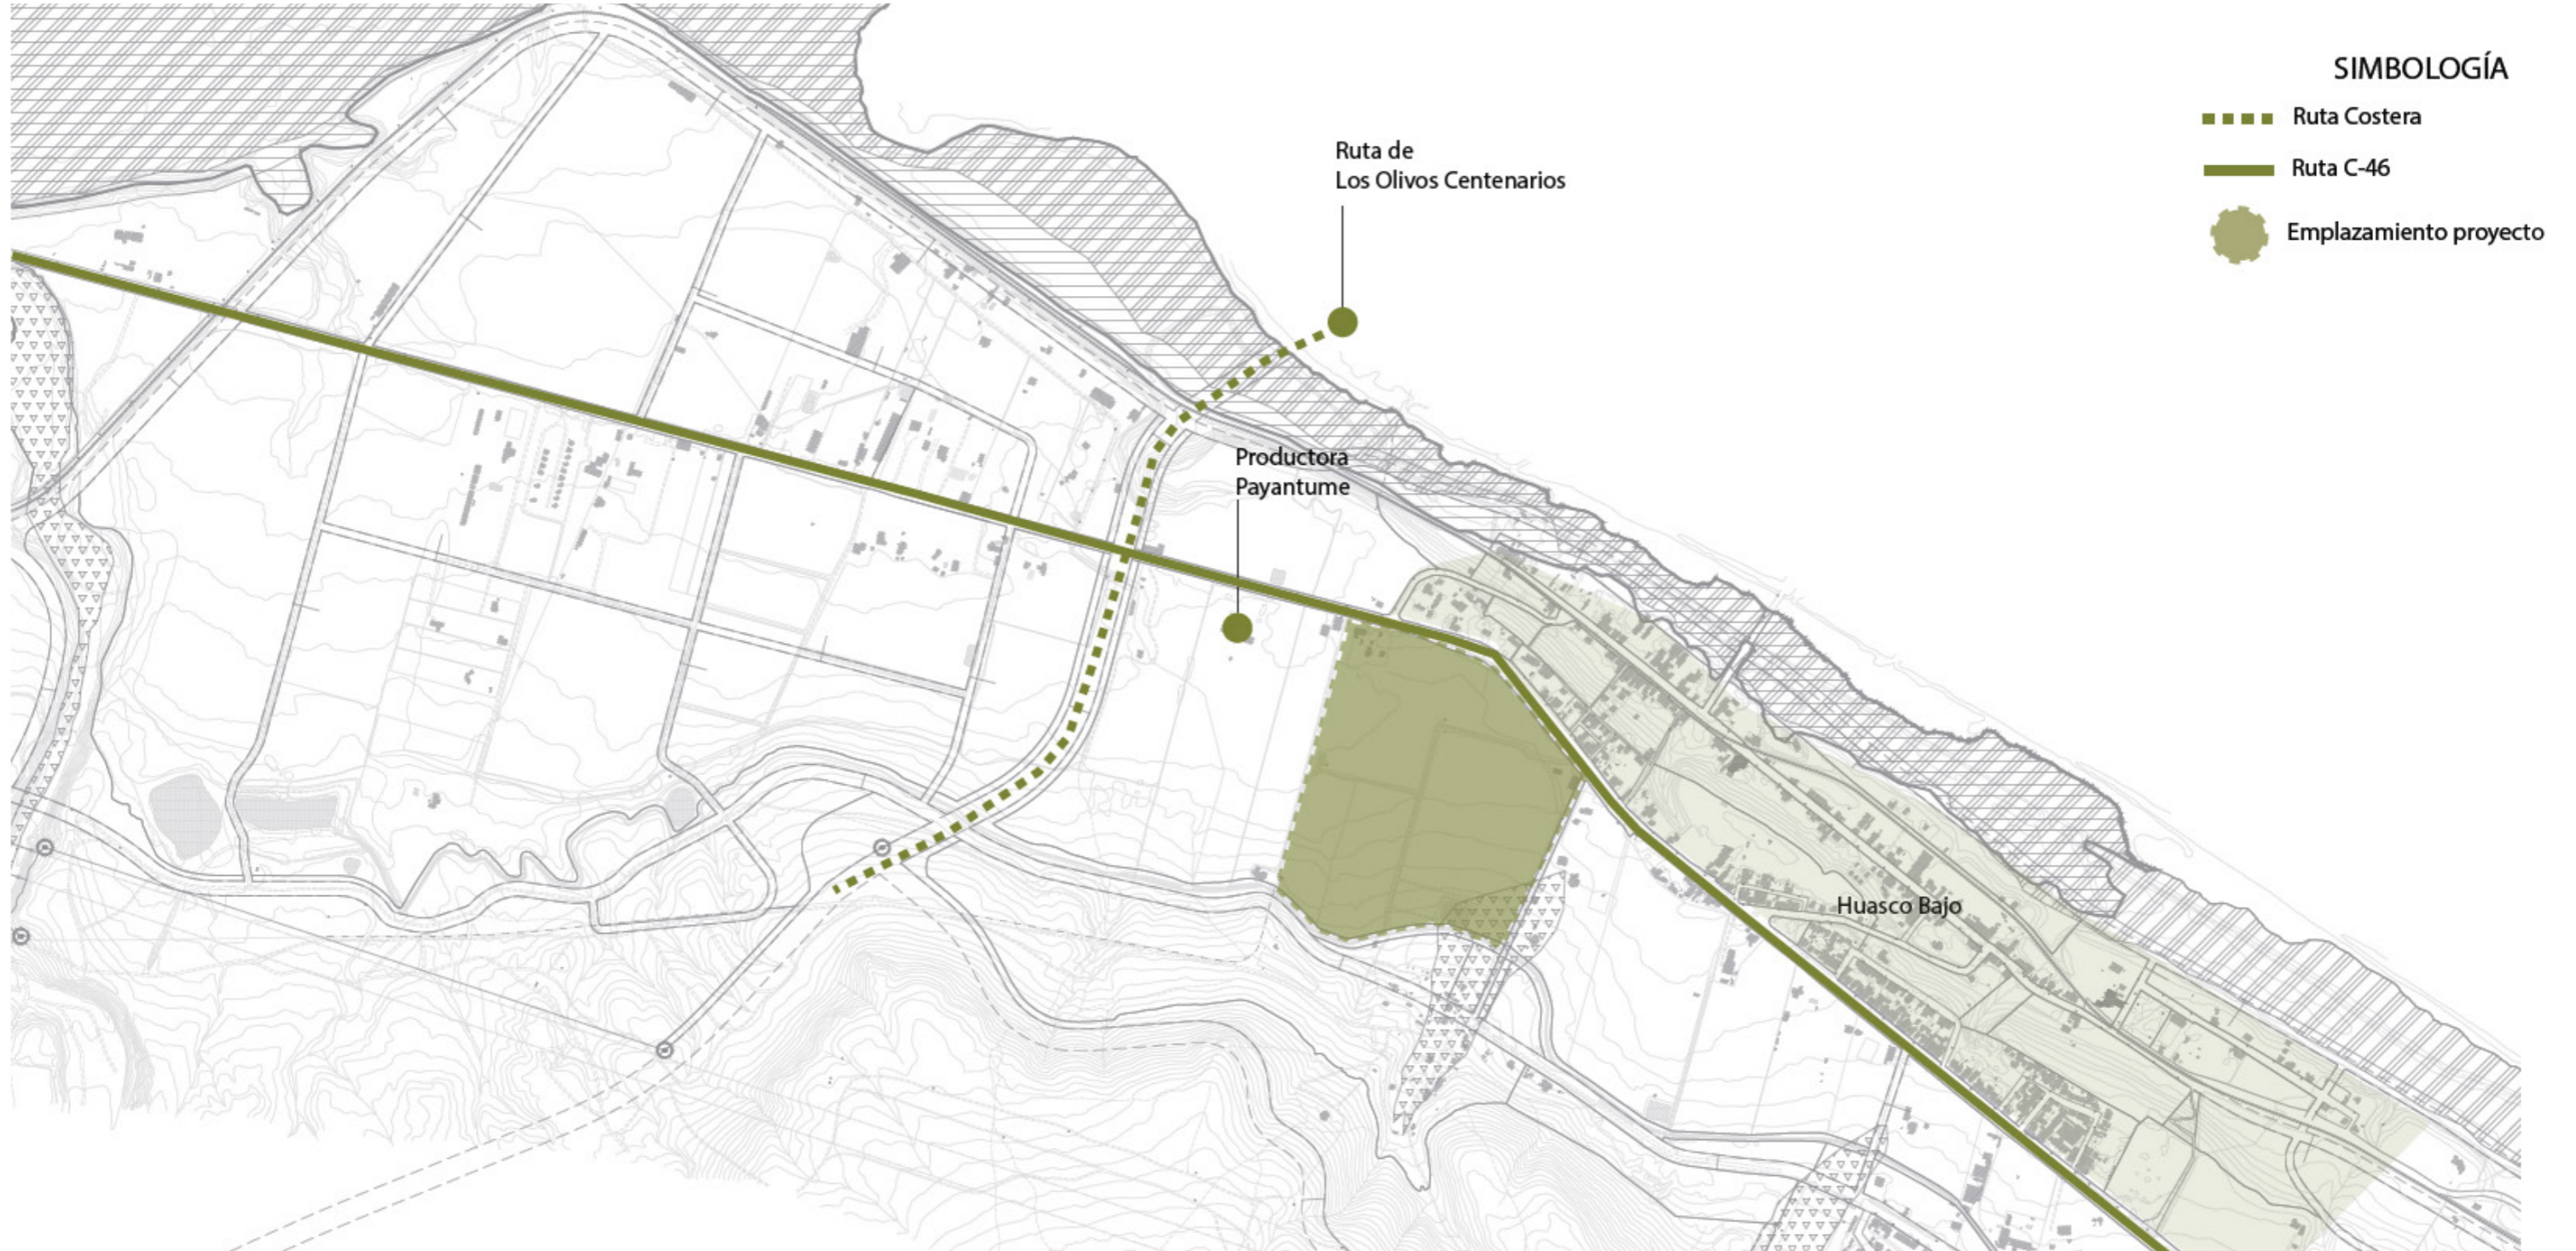 SIMBOLOGÍA
Ruta Costera
Ruta C-46
Emplazamiento proyecto
Ruta de
Los Olivos Centenarios
Productora
Payantume
Huasco Bajo